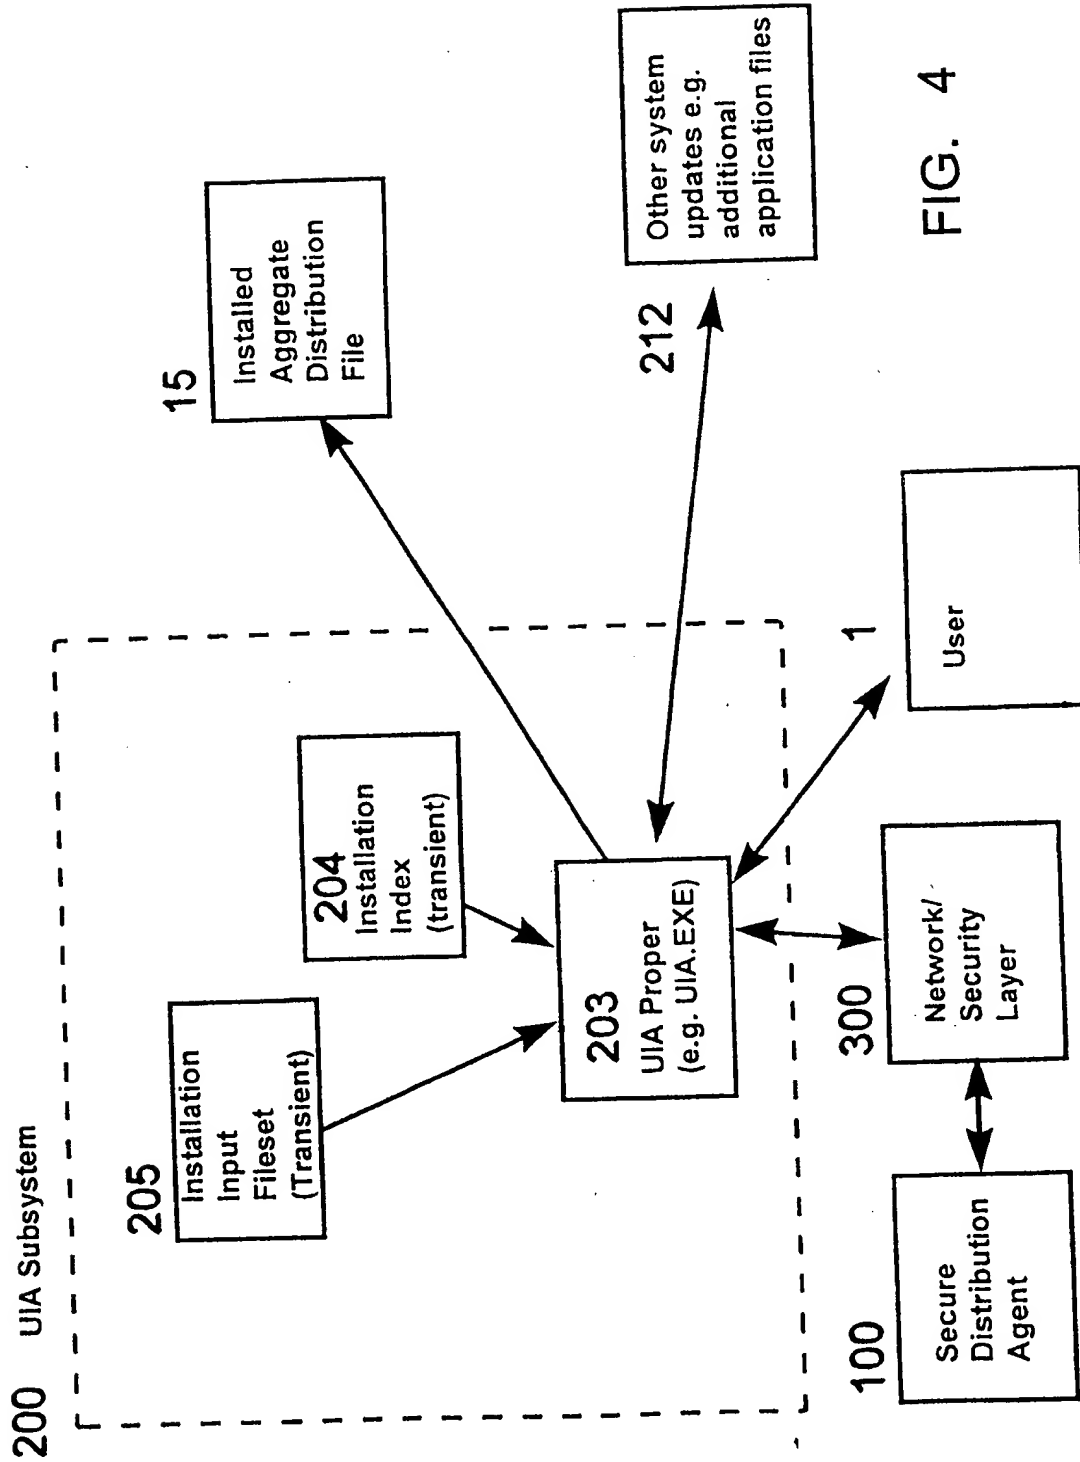 200 UIA Subsystem
205
Installation
Input
Fileset
(Transient)
204
Installation
Index
(transient)
15
Installed
Aggregate
Distribution
File
203
UIA Proper
(e.g. UIA.EXE)
212
Other system
updates e.g.
additional
application files
100
Secure
Distribution
Agent
300
Network/
Security
Layer
1
User
FIG. 4